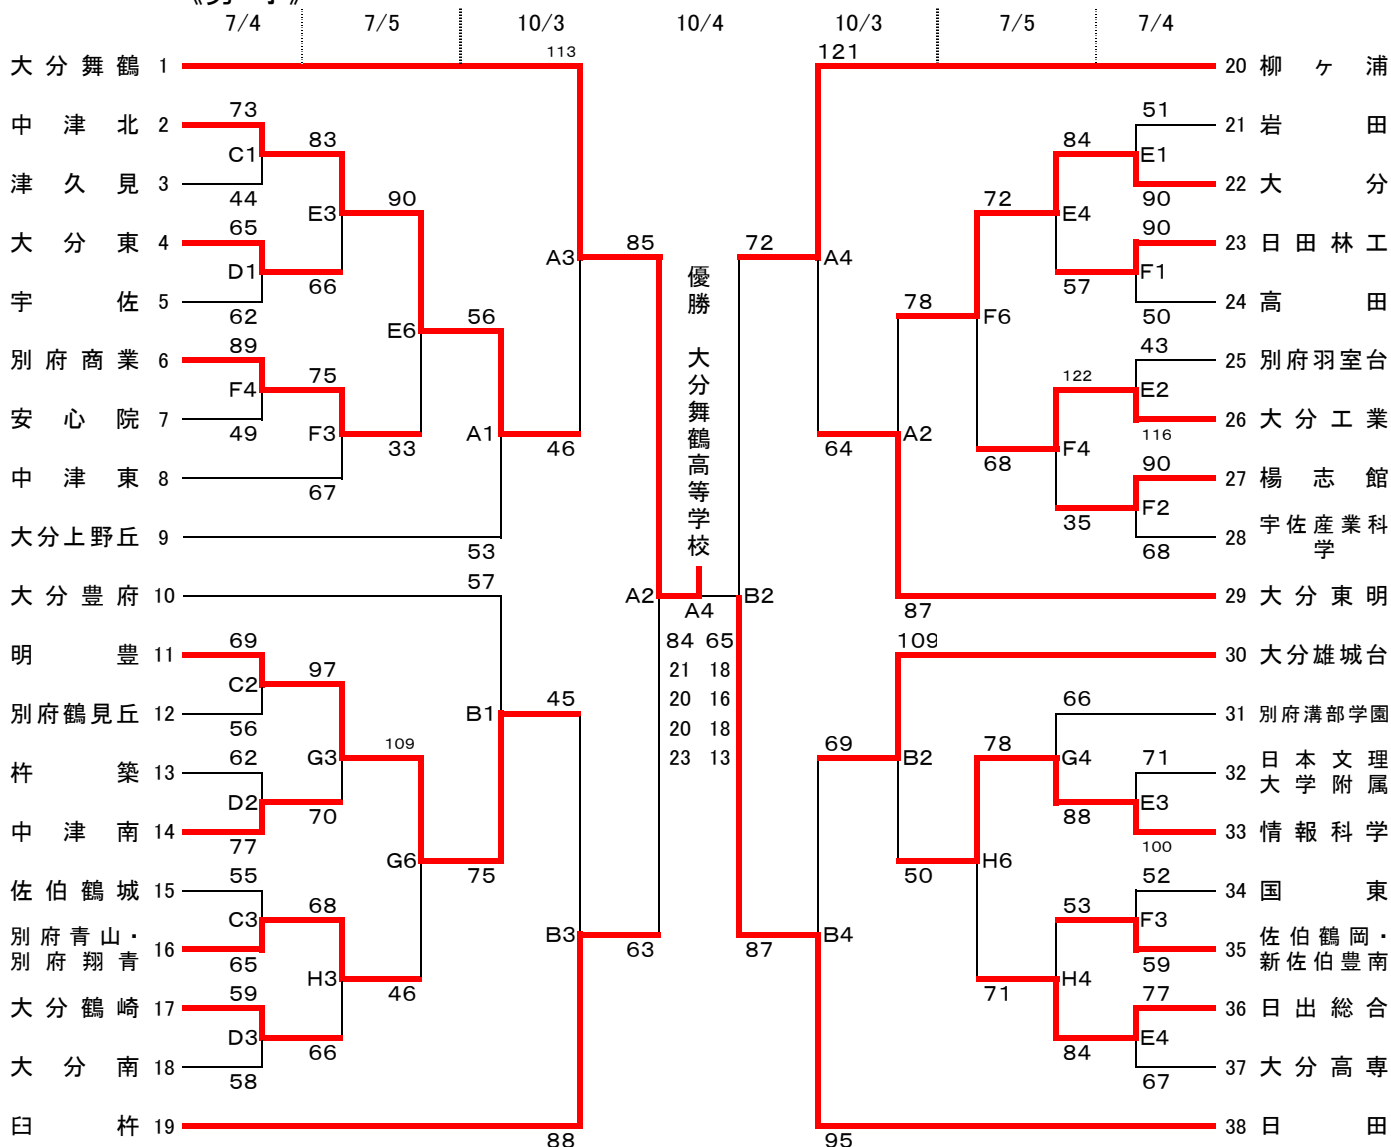 7/4 7/5 10/3 10/4 10/3 7/5 7/4
大分舞鶴 1 113 121 20 柳ヶ浦
中津北 2 73 51 21 岩田
83 84
C1 E1
津久見 3 44 90 22 大分
E3 90 72 E4
大分東 4 65 90 23 日田林工
D1 66 57 F1
宇佐 5 62 50 24 高田
A3 85 72 A4
E6 56 78 F6
別府商業 6 89 43 25 別府羽室台
F4 75 122 E2
安心院 7 49 116 26 大分工業
F3 33 A1 46 64 A2 68 F4
中津東 8 67 90 27 楊志館
35 F2
大分上野丘 9 53 68 28 宇佐産業科学
優勝 大分舞鶴高等学校
大分豊府 10 57 A2 A4 B2 87 29 大分東明
84 65
21 18
20 16
20 18
23 13
明豊 11 69 109 30 大分雄城台
C2 97
別府鶴見丘 12 56 B1 45 66 31 別府溝部学園
杵築 13 62 G3 109 69 B2 78 G4 71 32 日本文理大学附属
D2 70 88 E3
中津南 14 77 100 33 情報科学
G6 75 50 H6
佐伯鶴城 15 55 52 34 国東
C3 68 53 F3
別府青山・別府翔青 16 65 B3 63 87 B4 59 35 佐伯鶴岡・新佐伯豊南
H3 46 71 H4
大分鶴崎 17 59 77 36 日出総合
D3 66 84 E4
大分南 18 58 67 37 大分高専
臼杵 19 88 95 38 日田